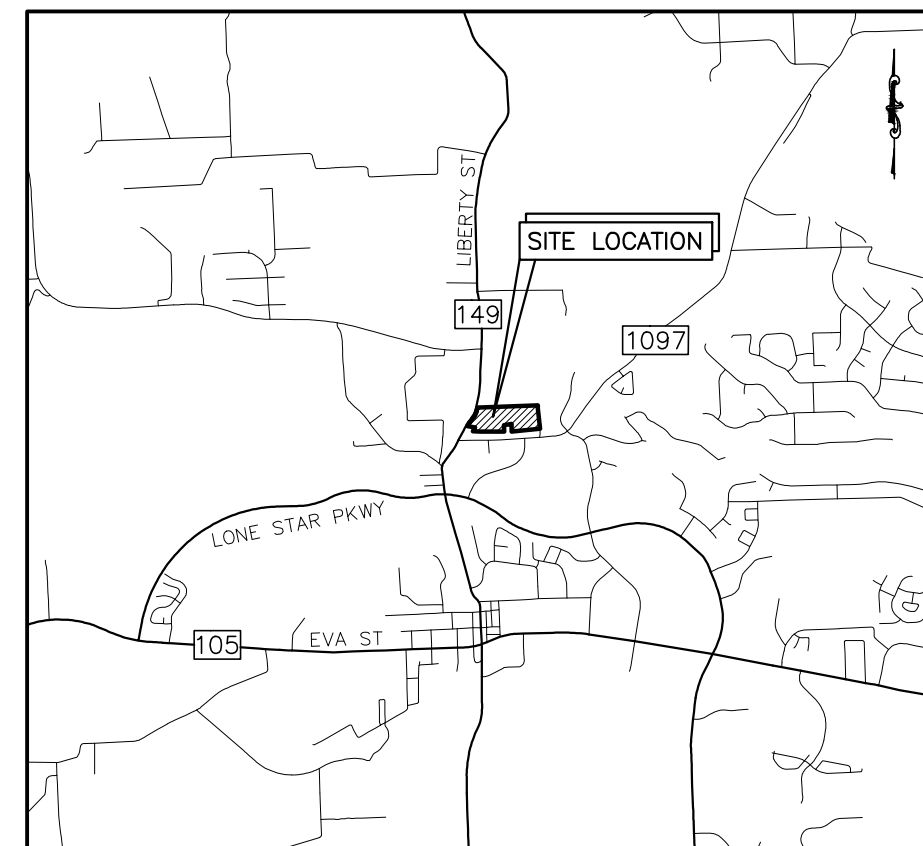 LIBERTY ST
SITE LOCATION
149
1097
LONE STAR PKWY
105
EVA ST